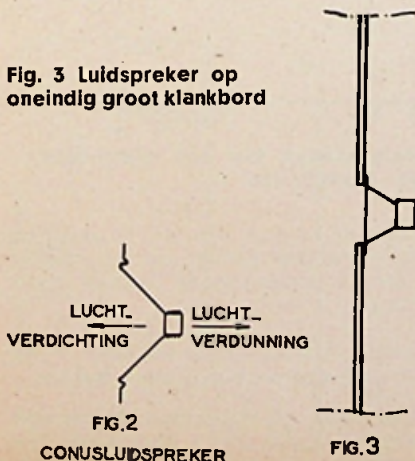 Fig. 3 Luidspreker op
oneindig groot klankbord
LUCHT_
VERDICHTING
LUCHT_
VERDUNNING
FIG.2
CONUSLUIDSPREKER
FIG.3